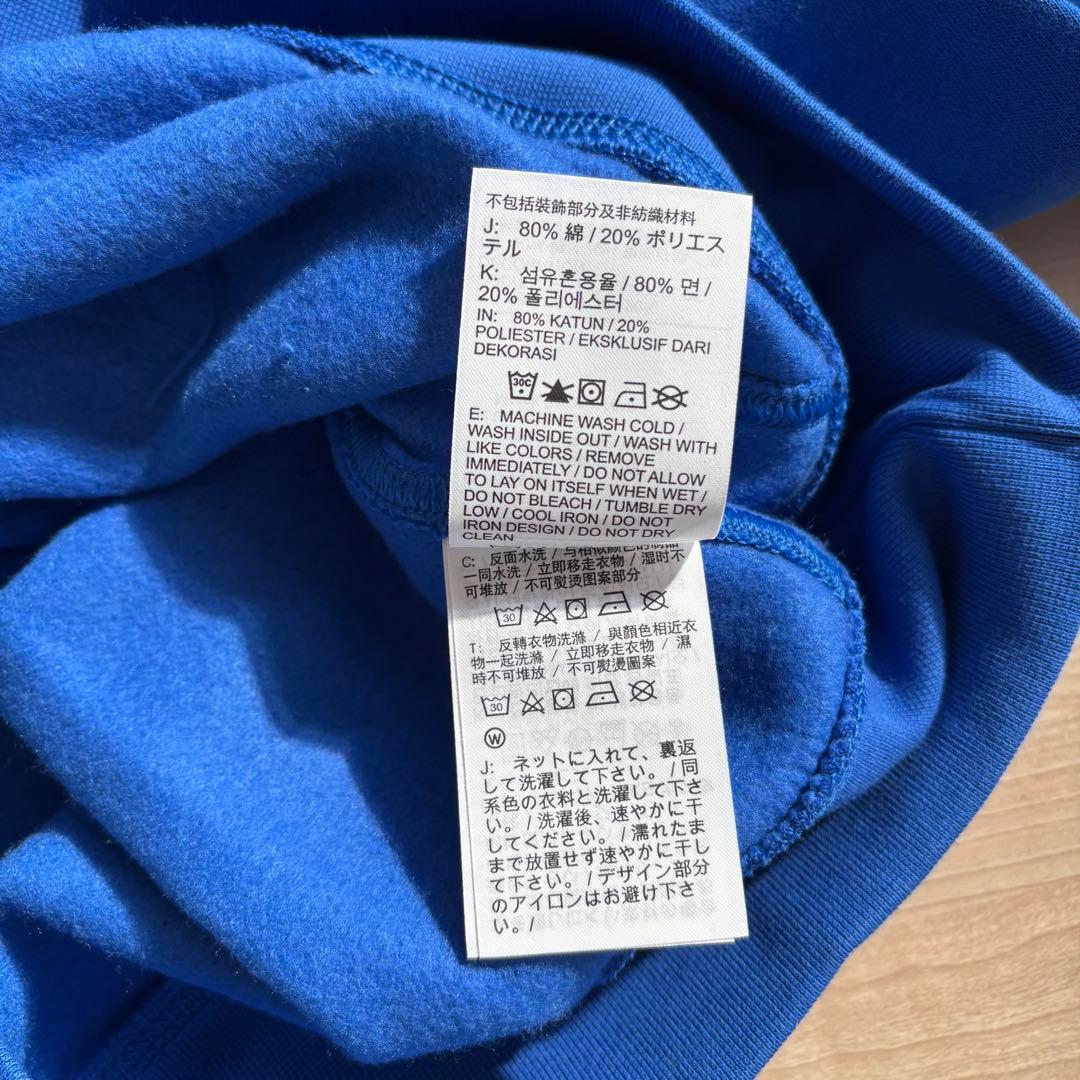 不包括裝飾部分及非紡織材料
J: 80% 綿 / 20% ポリエス
テル
K: 섬유혼용율 / 80% 면 /
20% 폴리에스터
IN: 80% KATUN / 20%
POLIESTER / EKSKLUSIF DARI
DEKORASI
30C
E: MACHINE WASH COLD /
WASH INSIDE OUT / WASH WITH
LIKE COLORS / REMOVE
IMMEDIATELY / DO NOT ALLOW
TO LAY ON ITSELF WHEN WET /
DO NOT BLEACH / TUMBLE DRY
LOW / COOL IRON / DO NOT
IRON DESIGN / DO NOT DRY
CLEAN
C: 反面水洗 / 与相似颜色的制品
一同水洗 / 立即移走衣物 / 湿时不
可堆放 / 不可熨烫图案部分
30
T: 反轉衣物洗滌 / 與顏色相近衣
物一起洗滌 / 立即移走衣物 / 濕
時不可堆放 / 不可熨燙圖案
30
W
J: ネットに入れて、裏返
して洗濯して下さい。/ 同
系色の衣料と洗濯して下さ
い。/ 洗濯後、速やかに干
してください。/ 濡れたま
まで放置せず速やかに干し
て下さい。/ デザイン部分
のアイロンはお避け下さ
い。/